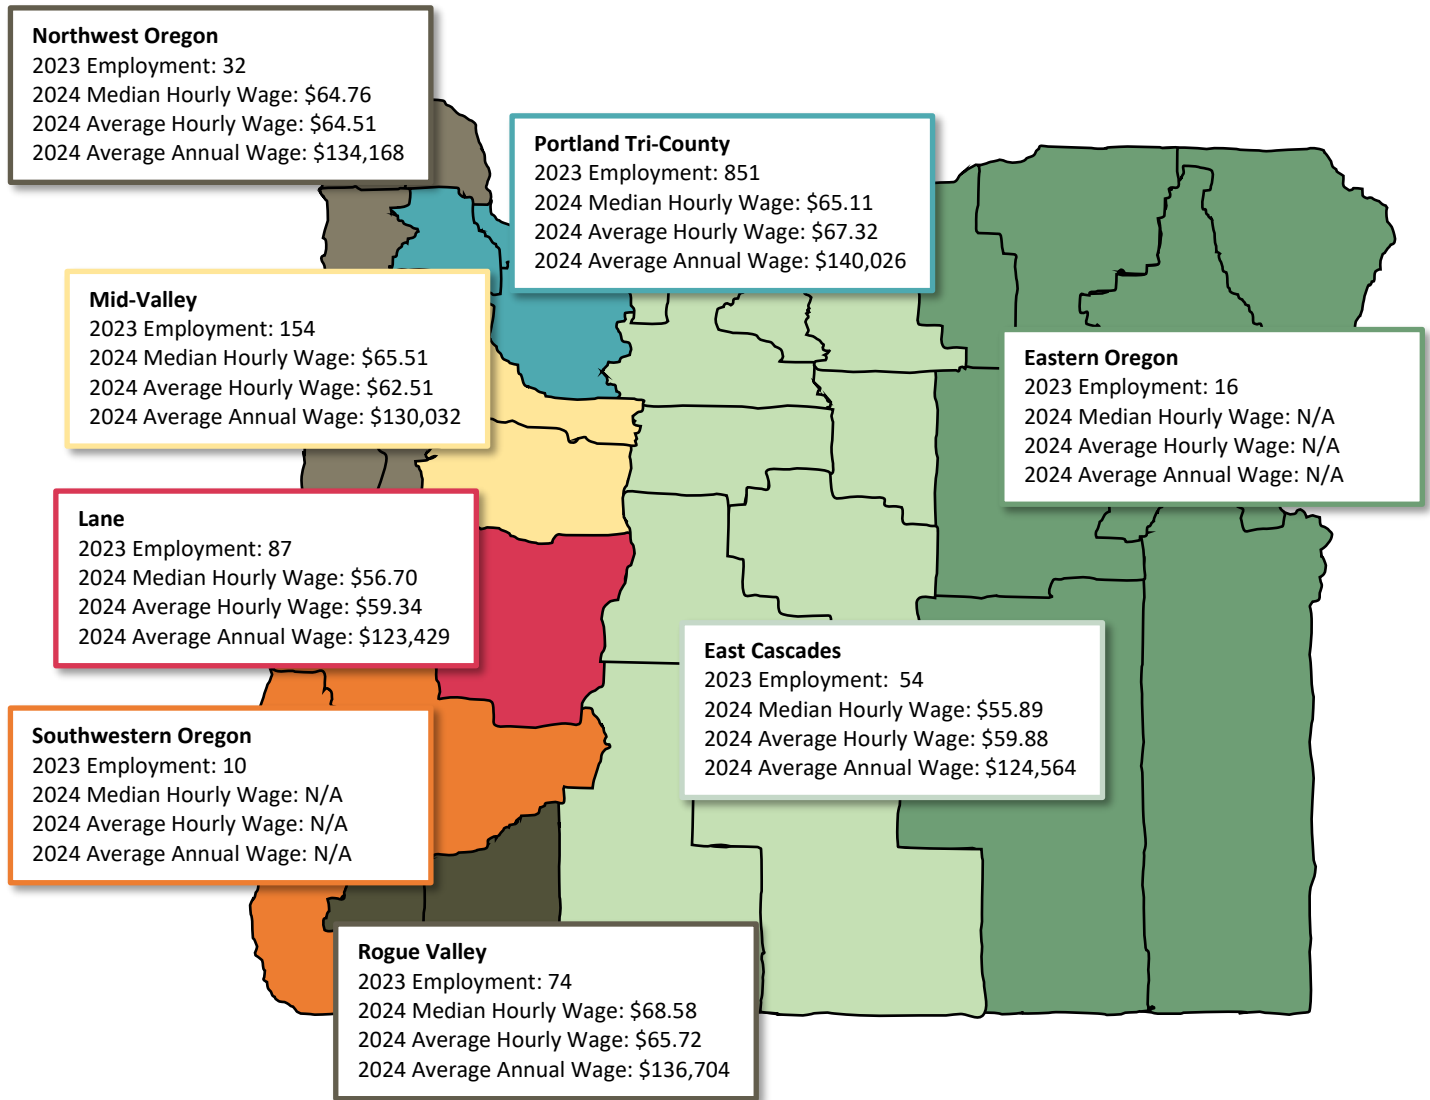 Northwest Oregon
2023 Employment: 32
2024 Median Hourly Wage: $64.76
2024 Average Hourly Wage: $64.51
2024 Average Annual Wage: $134,168
Portland Tri-County
2023 Employment: 851
2024 Median Hourly Wage: $65.11
2024 Average Hourly Wage: $67.32
2024 Average Annual Wage: $140,026
Mid-Valley
2023 Employment: 154
2024 Median Hourly Wage: $65.51
2024 Average Hourly Wage: $62.51
2024 Average Annual Wage: $130,032
Eastern Oregon
2023 Employment: 16
2024 Median Hourly Wage: N/A
2024 Average Hourly Wage: N/A
2024 Average Annual Wage: N/A
Lane
2023 Employment: 87
2024 Median Hourly Wage: $56.70
2024 Average Hourly Wage: $59.34
2024 Average Annual Wage: $123,429
East Cascades
2023 Employment:  54
2024 Median Hourly Wage: $55.89
2024 Average Hourly Wage: $59.88
2024 Average Annual Wage: $124,564
Southwestern Oregon
2023 Employment: 10
2024 Median Hourly Wage: N/A
2024 Average Hourly Wage: N/A
2024 Average Annual Wage: N/A
Rogue Valley
2023 Employment: 74
2024 Median Hourly Wage: $68.58
2024 Average Hourly Wage: $65.72
2024 Average Annual Wage: $136,704